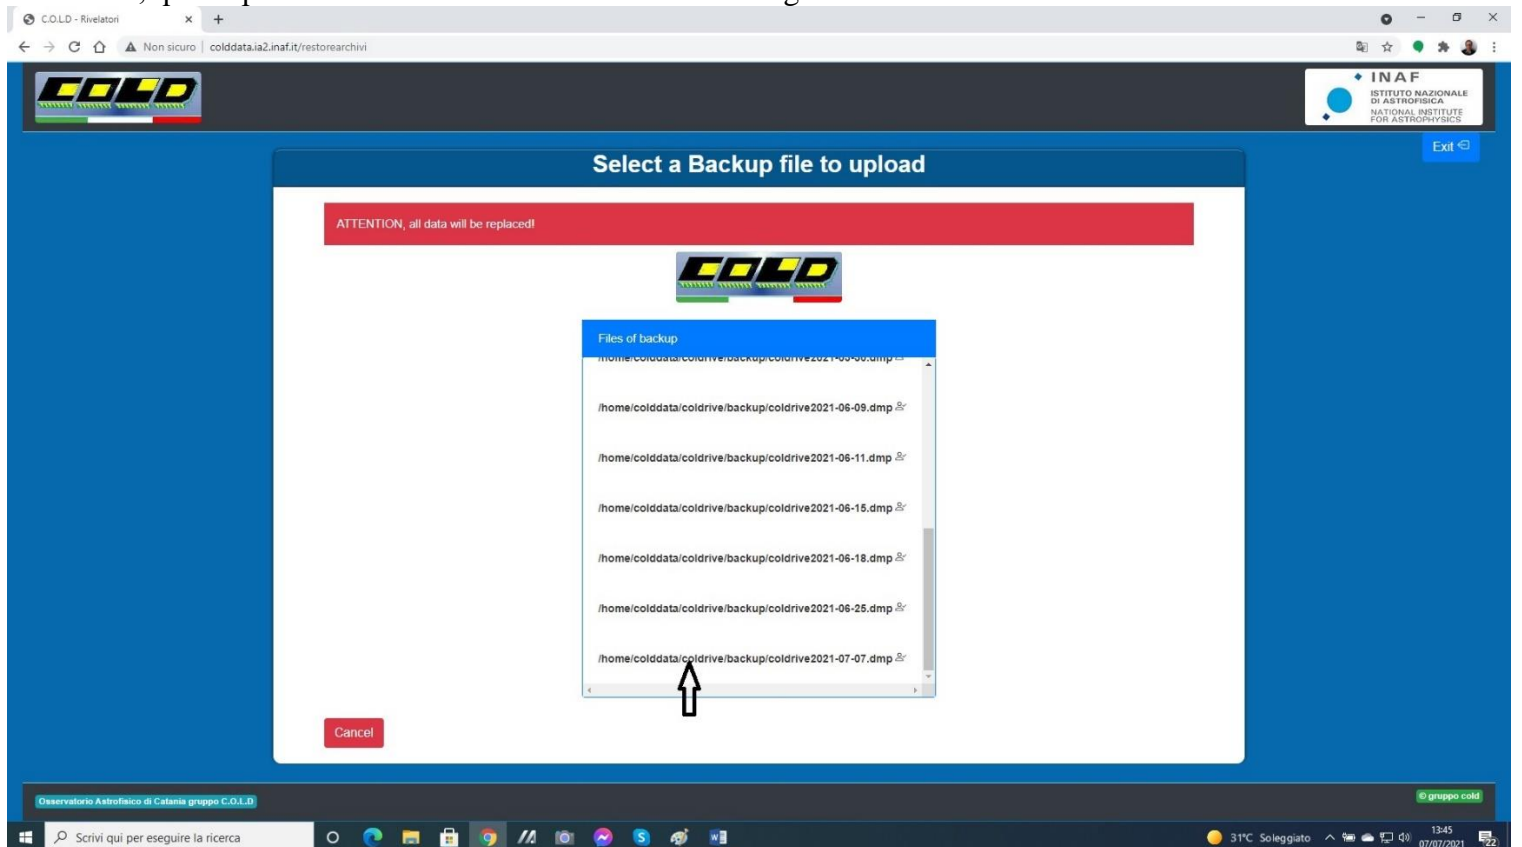 C.O.L.D - Rivelatori
Non sicuro | colddata.ia2.inaf.it/restorearchivi
COLD
INAF
ISTITUTO NAZIONALE
DI ASTROFISICA
NATIONAL INSTITUTE
FOR ASTROPHYSICS
Exit
Select a Backup file to upload
ATTENTION, all data will be replaced!
COLD
Files of backup
/home/colddata/coldrive/backup/coldrive2021-06-09.dmp
/home/colddata/coldrive/backup/coldrive2021-06-11.dmp
/home/colddata/coldrive/backup/coldrive2021-06-15.dmp
/home/colddata/coldrive/backup/coldrive2021-06-18.dmp
/home/colddata/coldrive/backup/coldrive2021-06-25.dmp
/home/colddata/coldrive/backup/coldrive2021-07-07.dmp
Cancel
Osservatorio Astrofisico di Catania gruppo C.O.L.D
© gruppo cold
Scrivi qui per eseguire la ricerca
31°C Soleggiato
13:45
07/07/2021
22